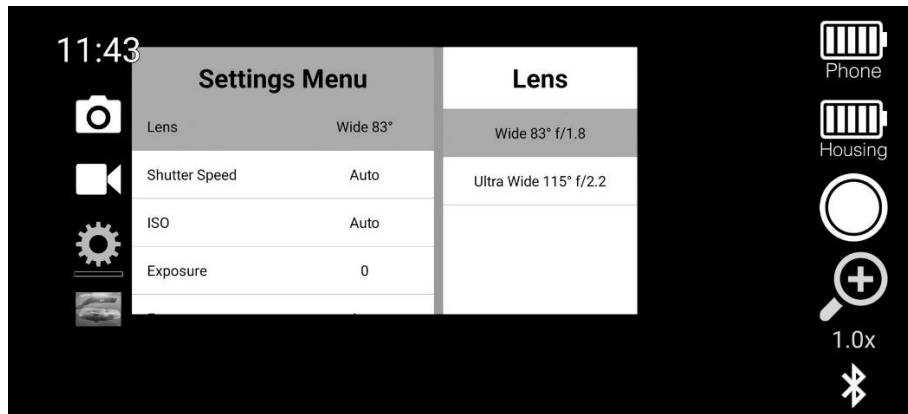 11:43
Settings Menu
Lens Wide 83°
Shutter Speed Auto
ISO Auto
Exposure 0
Lens
Wide 83° f/1.8
Ultra Wide 115° f/2.2
Phone
Housing
1.0x